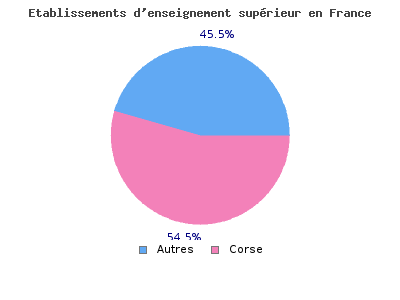 Etablissements d’enseignement supérieur en France
45.5%
54.5%
Autres
Corse